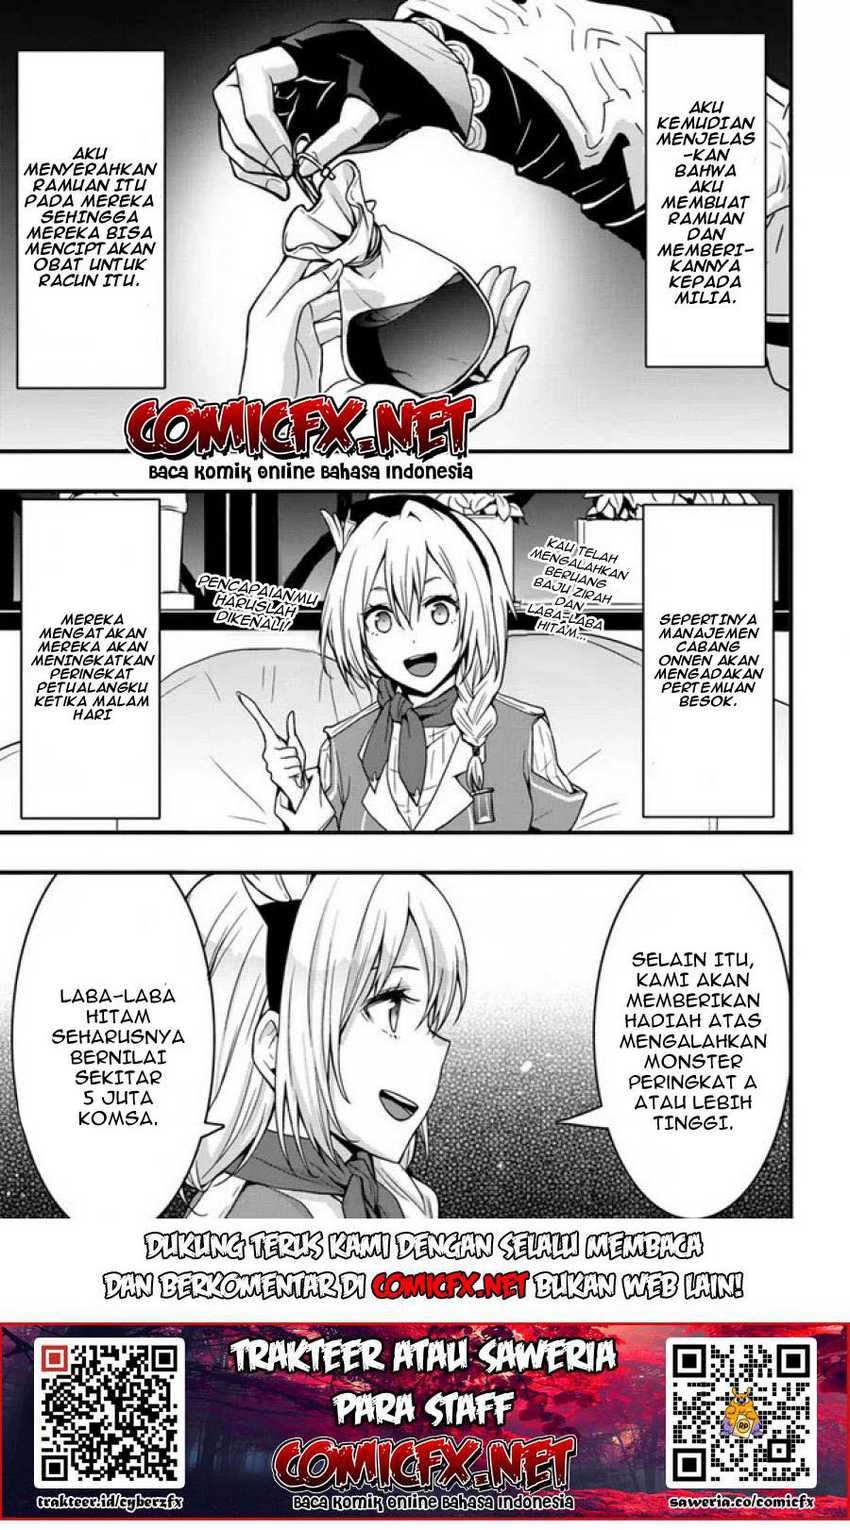 AKU
KEMUDIAN
MENJELAS
-KAN
BAHWA
AKU
MEMBUAT
RAMUAN
DAN
MEMBERI-
KANNYA
KEPADA
MILIA.
AKU
MENYERAHKAN
RAMUAN ITU
PADA MEREKA
SEHINGGA
MEREKA BISA
MENCIPTAKAN
OBAT UNTUK
RACUN ITU.
COMICFX.NET
Baca Komik Online Bahasa Indonesia
SEPERTINYA
MANAJEMEN
CABANG
ONNEN AKAN
MENGADAKAN
PERTEMUAN
BESOK.
KAU TELAH
MENGALAHKAN
BERUANG
BAJU ZIRAH
DAN
LABA-LABA
HITAM...
PENCAPAIANMU
HARUSLAH
DIKENALI!
MEREKA
MENGATAKAN
MEREKA AKAN
MENINGKATKAN
PERINGKAT
PETUALANGKU
KETIKA MALAM
HARI
SELAIN ITU,
KAMI AKAN
MEMBERIKAN
HADIAH ATAS
MENGALAHKAN
MONSTER
PERINGKAT A
ATAU LEBIH
TINGGI.
LABA-LABA
HITAM
SEHARUSNYA
BERNILAI
SEKITAR
5 JUTA
KOMSA.
DUKUNG TERUS KAMI DENGAN SELALU MEMBACA
DAN BERKOMENTAR DI COMICFX.NET BUKAN WEB LAIN!
TRAKTEER ATAU SAWERIA
PARA STAFF
COMICFX.NET
Baca Komik Online Bahasa Indonesia
trakteer.id/cyberzfx
saweria.co/comicfx
RP